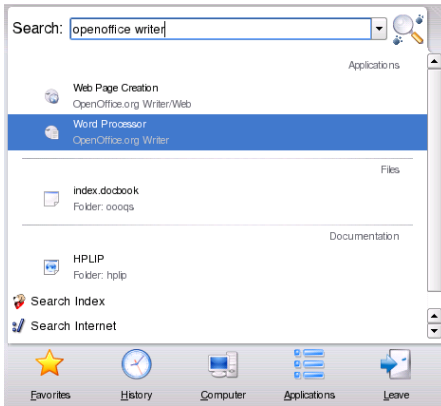 Search: openoffice writer
Applications
Web Page Creation
OpenOffice.org Writer/Web
Word Processor
OpenOffice.org Writer
Files
index.docbook
Folder: oooqs
Documentation
HPLIP
Folder: hplip
Search Index
Search Internet
Favorites History Computer Applications Leave